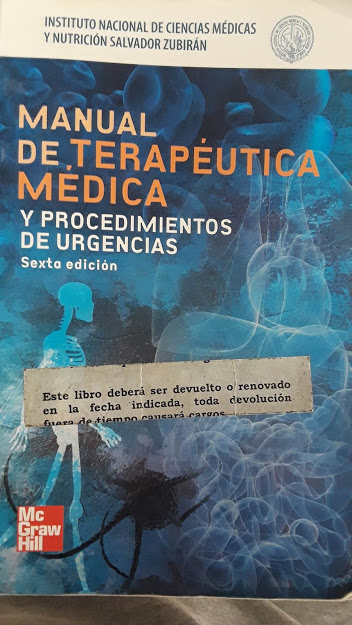 INSTITUTO NACIONAL DE CIENCIAS MÉDICAS
Y NUTRICIÓN SALVADOR ZUBIRÁN
MANUAL
DE TERAPÉUTICA
MÉDICA
Y PROCEDIMIENTOS
DE URGENCIAS
Sexta edición
Este libro deberá ser devuelto o renovado
en la fecha indicada, toda devolución
fuera de tiempo causará cargos
Mc
Graw
Hill